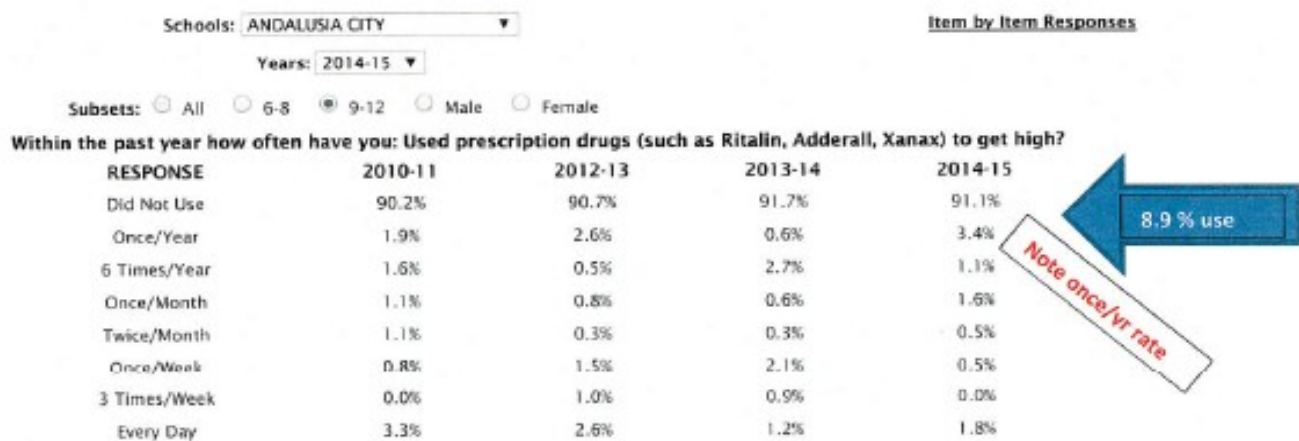 Schools: ANDALUSIA CITY
Item by Item Responses
Years: 2014-15
Subsets: All 6-8 9-12 Male Female
Within the past year how often have you: Used prescription drugs (such as Ritalin, Adderall, Xanax) to get high?
RESPONSE 2010-11 2012-13 2013-14 2014-15
Did Not Use 90.2% 90.7% 91.7% 91.1%
8.9 % use
Once/Year 1.9% 2.6% 0.6% 3.4%
Note once/yr rate
6 Times/Year 1.6% 0.5% 2.7% 1.1%
Once/Month 1.1% 0.8% 0.6% 1.6%
Twice/Month 1.1% 0.3% 0.3% 0.5%
Once/Week 0.8% 1.5% 2.1% 0.5%
3 Times/Week 0.0% 1.0% 0.9% 0.0%
Every Day 3.3% 2.6% 1.2% 1.8%